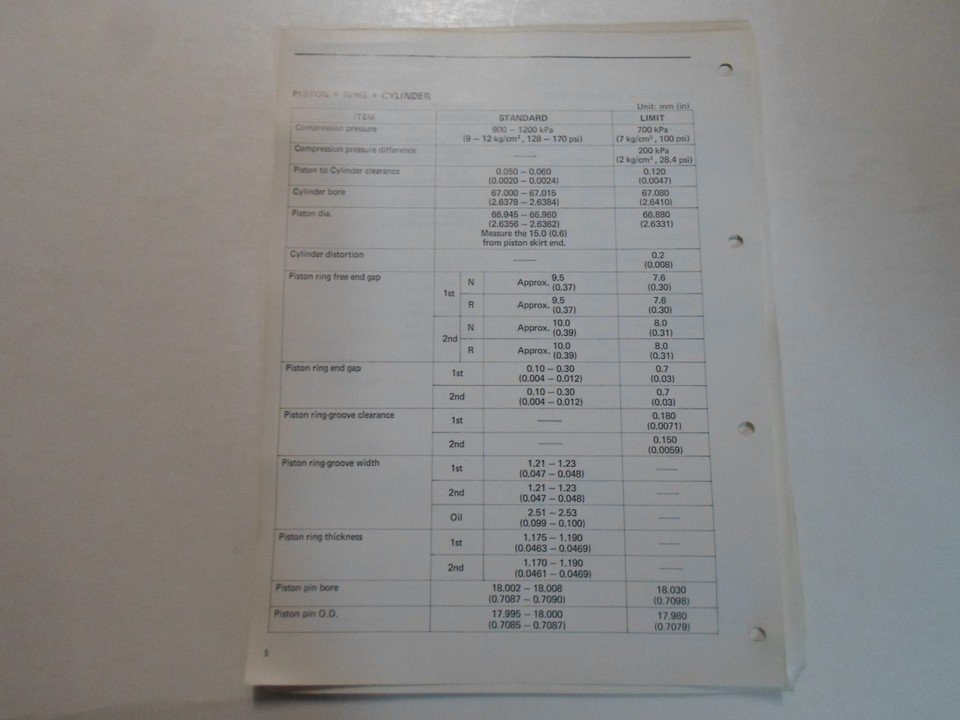 PISTON + RING + CYLINDER
Unit: mm (in)
ITEM STANDARD LIMIT
Compression pressure 900 – 1200 kPa 700 kPa
(9 – 12 kg/cm², 128 – 170 psi) (7 kg/cm², 100 psi)
Compression pressure difference —— 200 kPa
(2 kg/cm², 28.4 psi)
Piston to Cylinder clearance 0.050 – 0.060 0.120
(0.0020 – 0.0024) (0.0047)
Cylinder bore 67.000 – 67.015 67.080
(2.6378 – 2.6384) (2.6410)
Piston dia. 66.945 – 66.960 66.880
(2.6356 – 2.6362) (2.6331)
Measure the 15.0 (0.6)
from piston skirt end.
Cylinder distortion —— 0.2
(0.008)
Piston ring free end gap 1st N Approx. 9.5 7.6
(0.37) (0.30)
R Approx. 9.5 7.6
(0.37) (0.30)
2nd N Approx. 10.0 8.0
(0.39) (0.31)
R Approx. 10.0 8.0
(0.39) (0.31)
Piston ring end gap 1st 0.10 – 0.30 0.7
(0.004 – 0.012) (0.03)
2nd 0.10 – 0.30 0.7
(0.004 – 0.012) (0.03)
Piston ring-groove clearance 1st —— 0.180
(0.0071)
2nd —— 0.150
(0.0059)
Piston ring-groove width 1st 1.21 – 1.23 ——
(0.047 – 0.048)
2nd 1.21 – 1.23 ——
(0.047 – 0.048)
Oil 2.51 – 2.53 ——
(0.099 – 0.100)
Piston ring thickness 1st 1.175 – 1.190 ——
(0.0463 – 0.0469)
2nd 1.170 – 1.190 ——
(0.0461 – 0.0469)
Piston pin bore 18.002 – 18.008 18.030
(0.7087 – 0.7090) (0.7098)
Piston pin O.D. 17.995 – 18.000 17.980
(0.7085 – 0.7087) (0.7079)
5